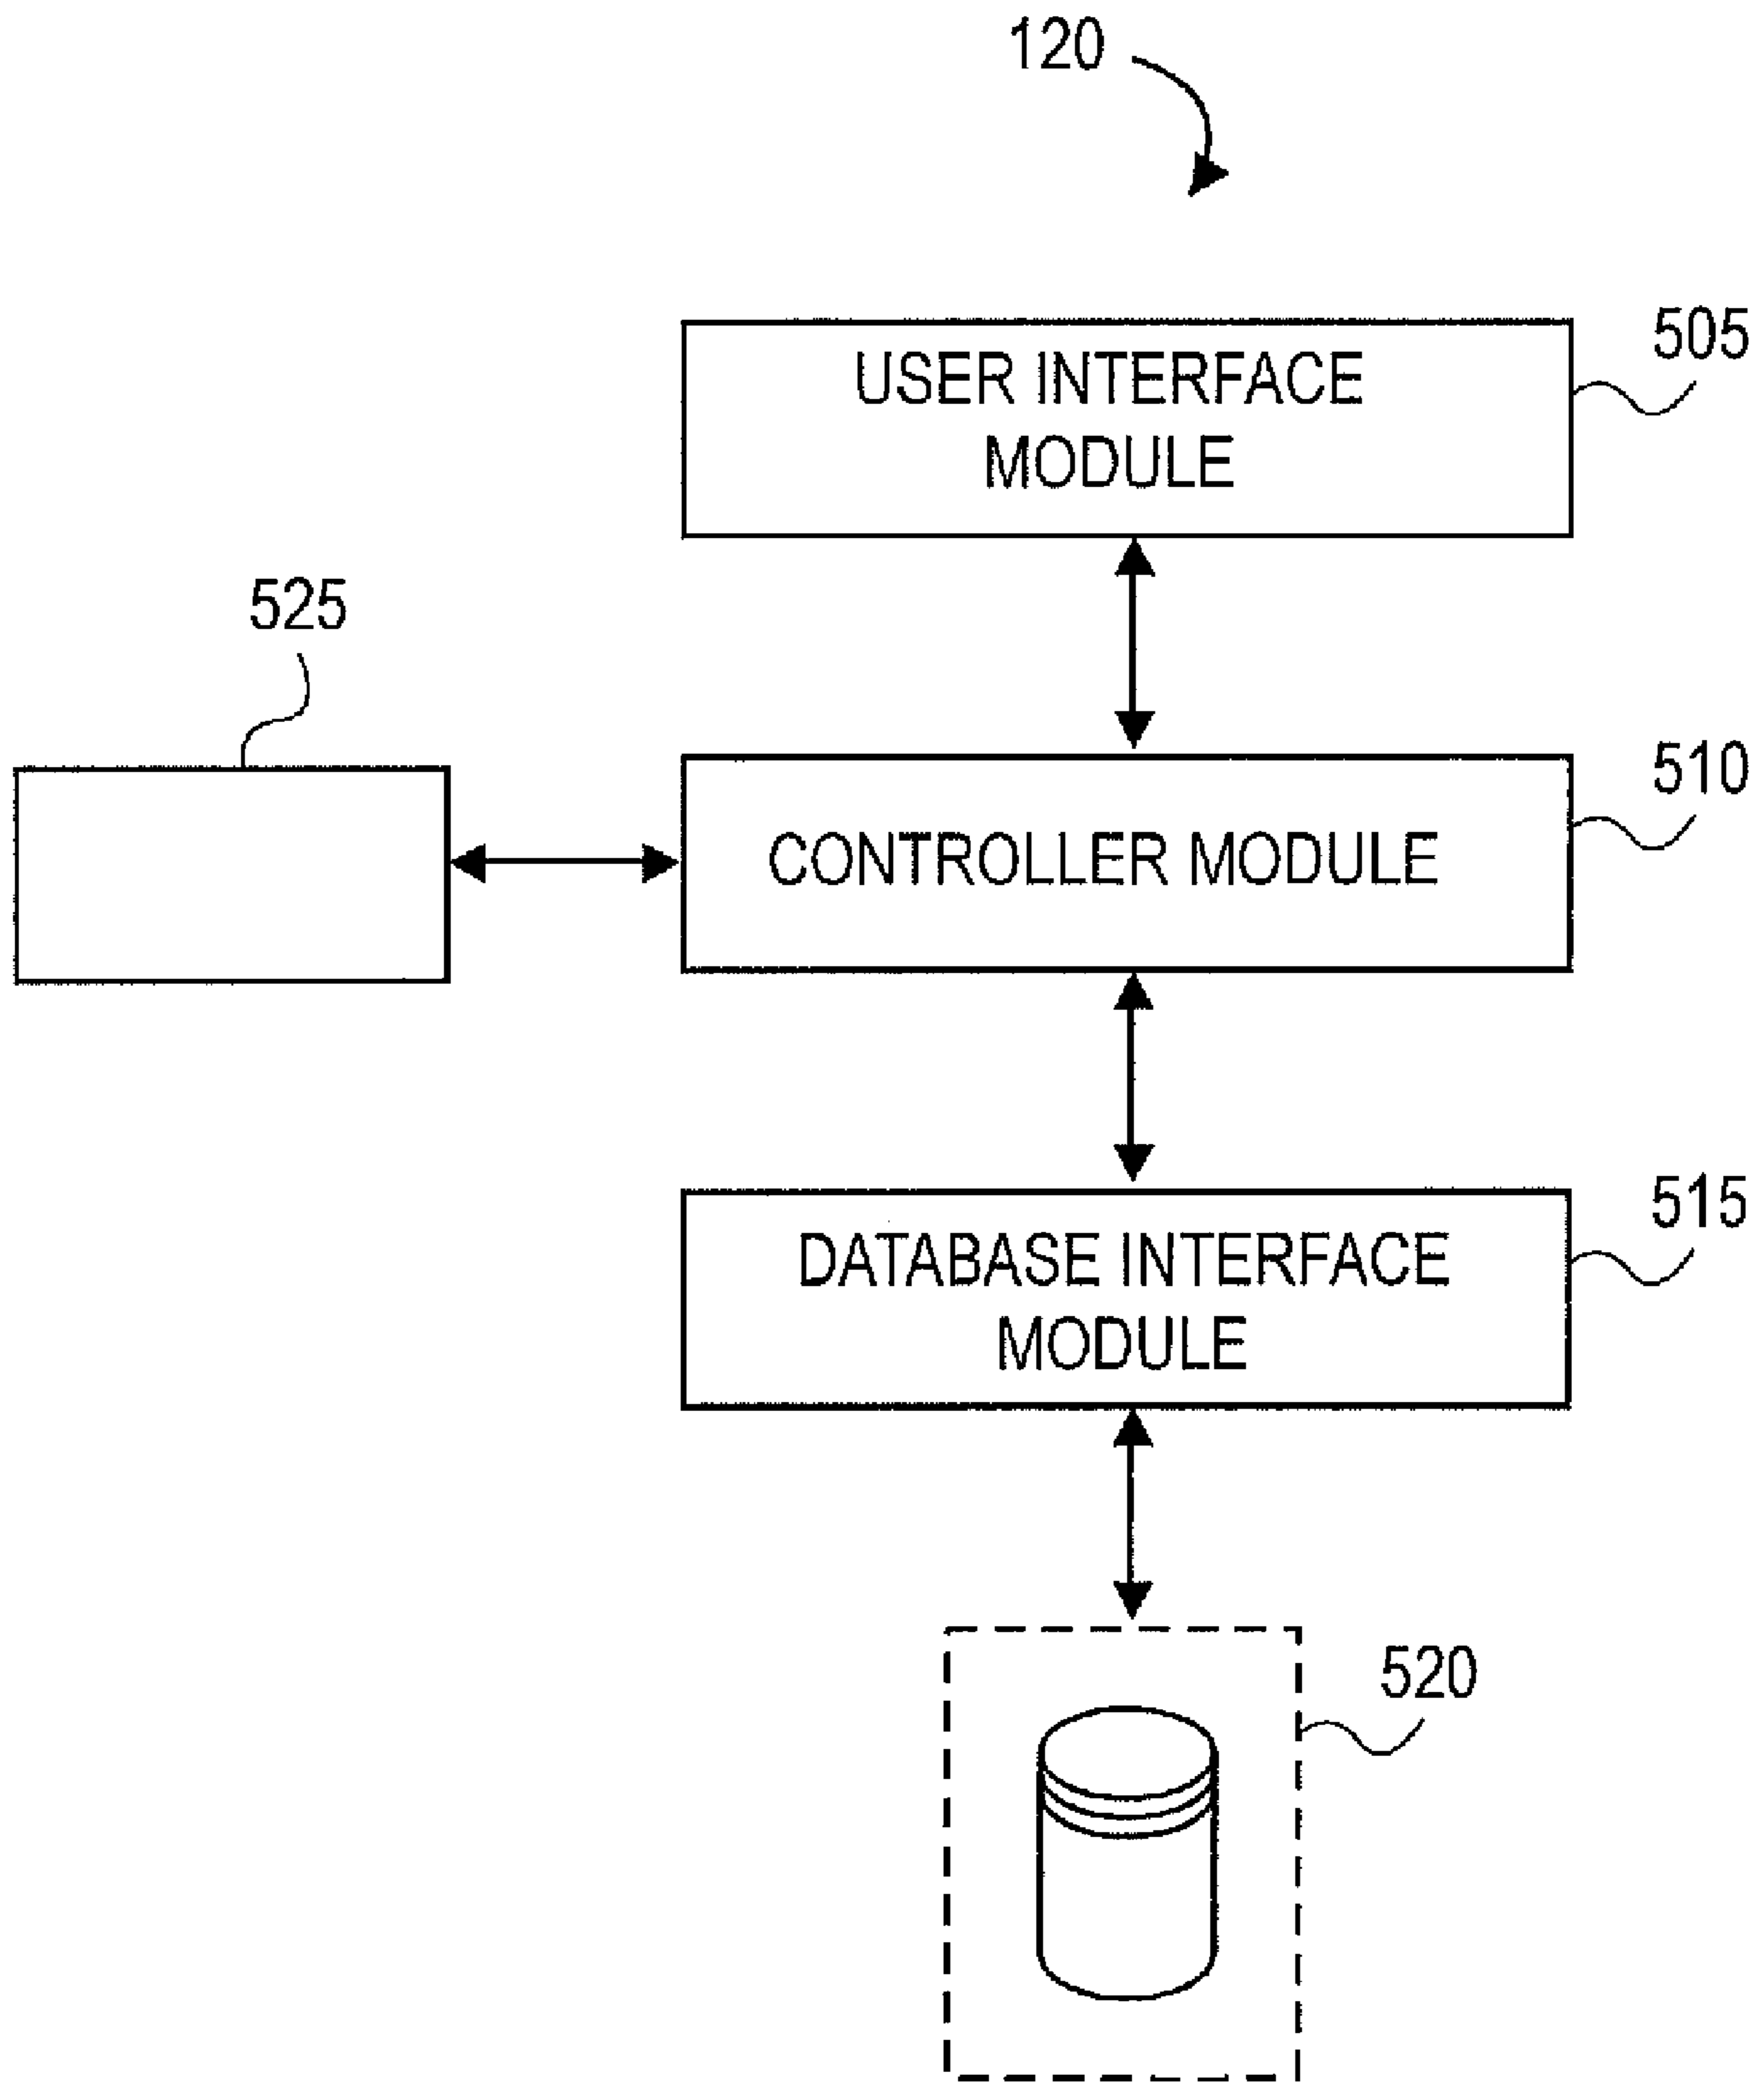 120
USER INTERFACE
MODULE
505
525
CONTROLLER MODULE
510
DATABASE INTERFACE
MODULE
515
520